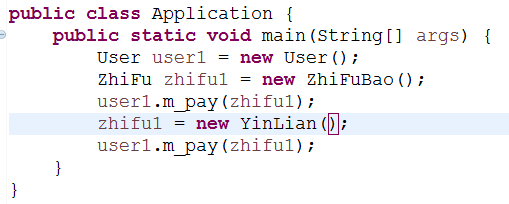 public class Application {
    public static void main(String[] args) {
        User user1 = new User();
        ZhiFu zhifu1 = new ZhiFuBao();
        user1.m_pay(zhifu1);
        zhifu1 = new YinLian();
        user1.m_pay(zhifu1);
    }
}